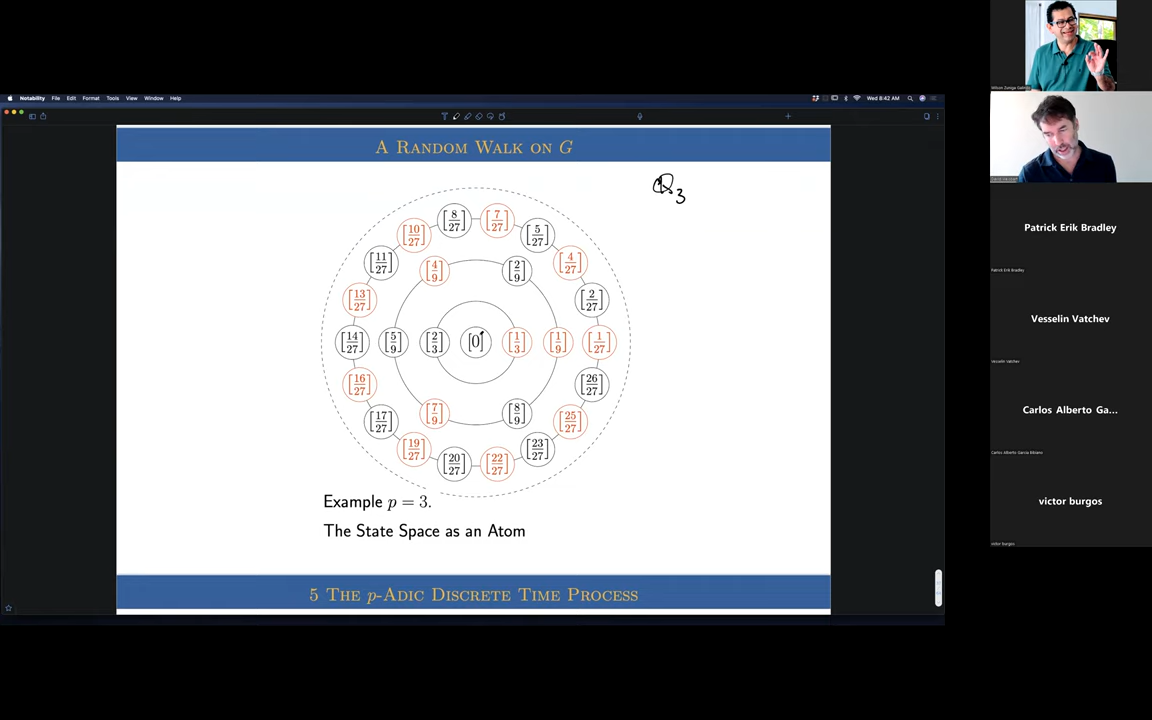 Notability File Edit Format Tools View Window Help
Wed 8:42 AM
A Random Walk on G
ℚ3
[8/27] [7/27]
[10/27] [5/27]
[11/27] [4/9] [2/9] [4/27]
[13/27] [2/27]
[14/27] [5/9] [2/3] [0] [1/3] [1/9] [1/27]
[16/27] [26/27]
[17/27] [7/9] [8/9] [25/27]
[19/27] [23/27]
[20/27] [22/27]
Example p = 3.
The State Space as an Atom
5 The p-Adic Discrete Time Process
Patrick Erik Bradley
Patrick Erik Bradley
Vesselin Vatchev
Vesselin Vatchev
Carlos Alberto Ga...
Carlos Alberto Garcia Bibiano
victor burgos
victor burgos